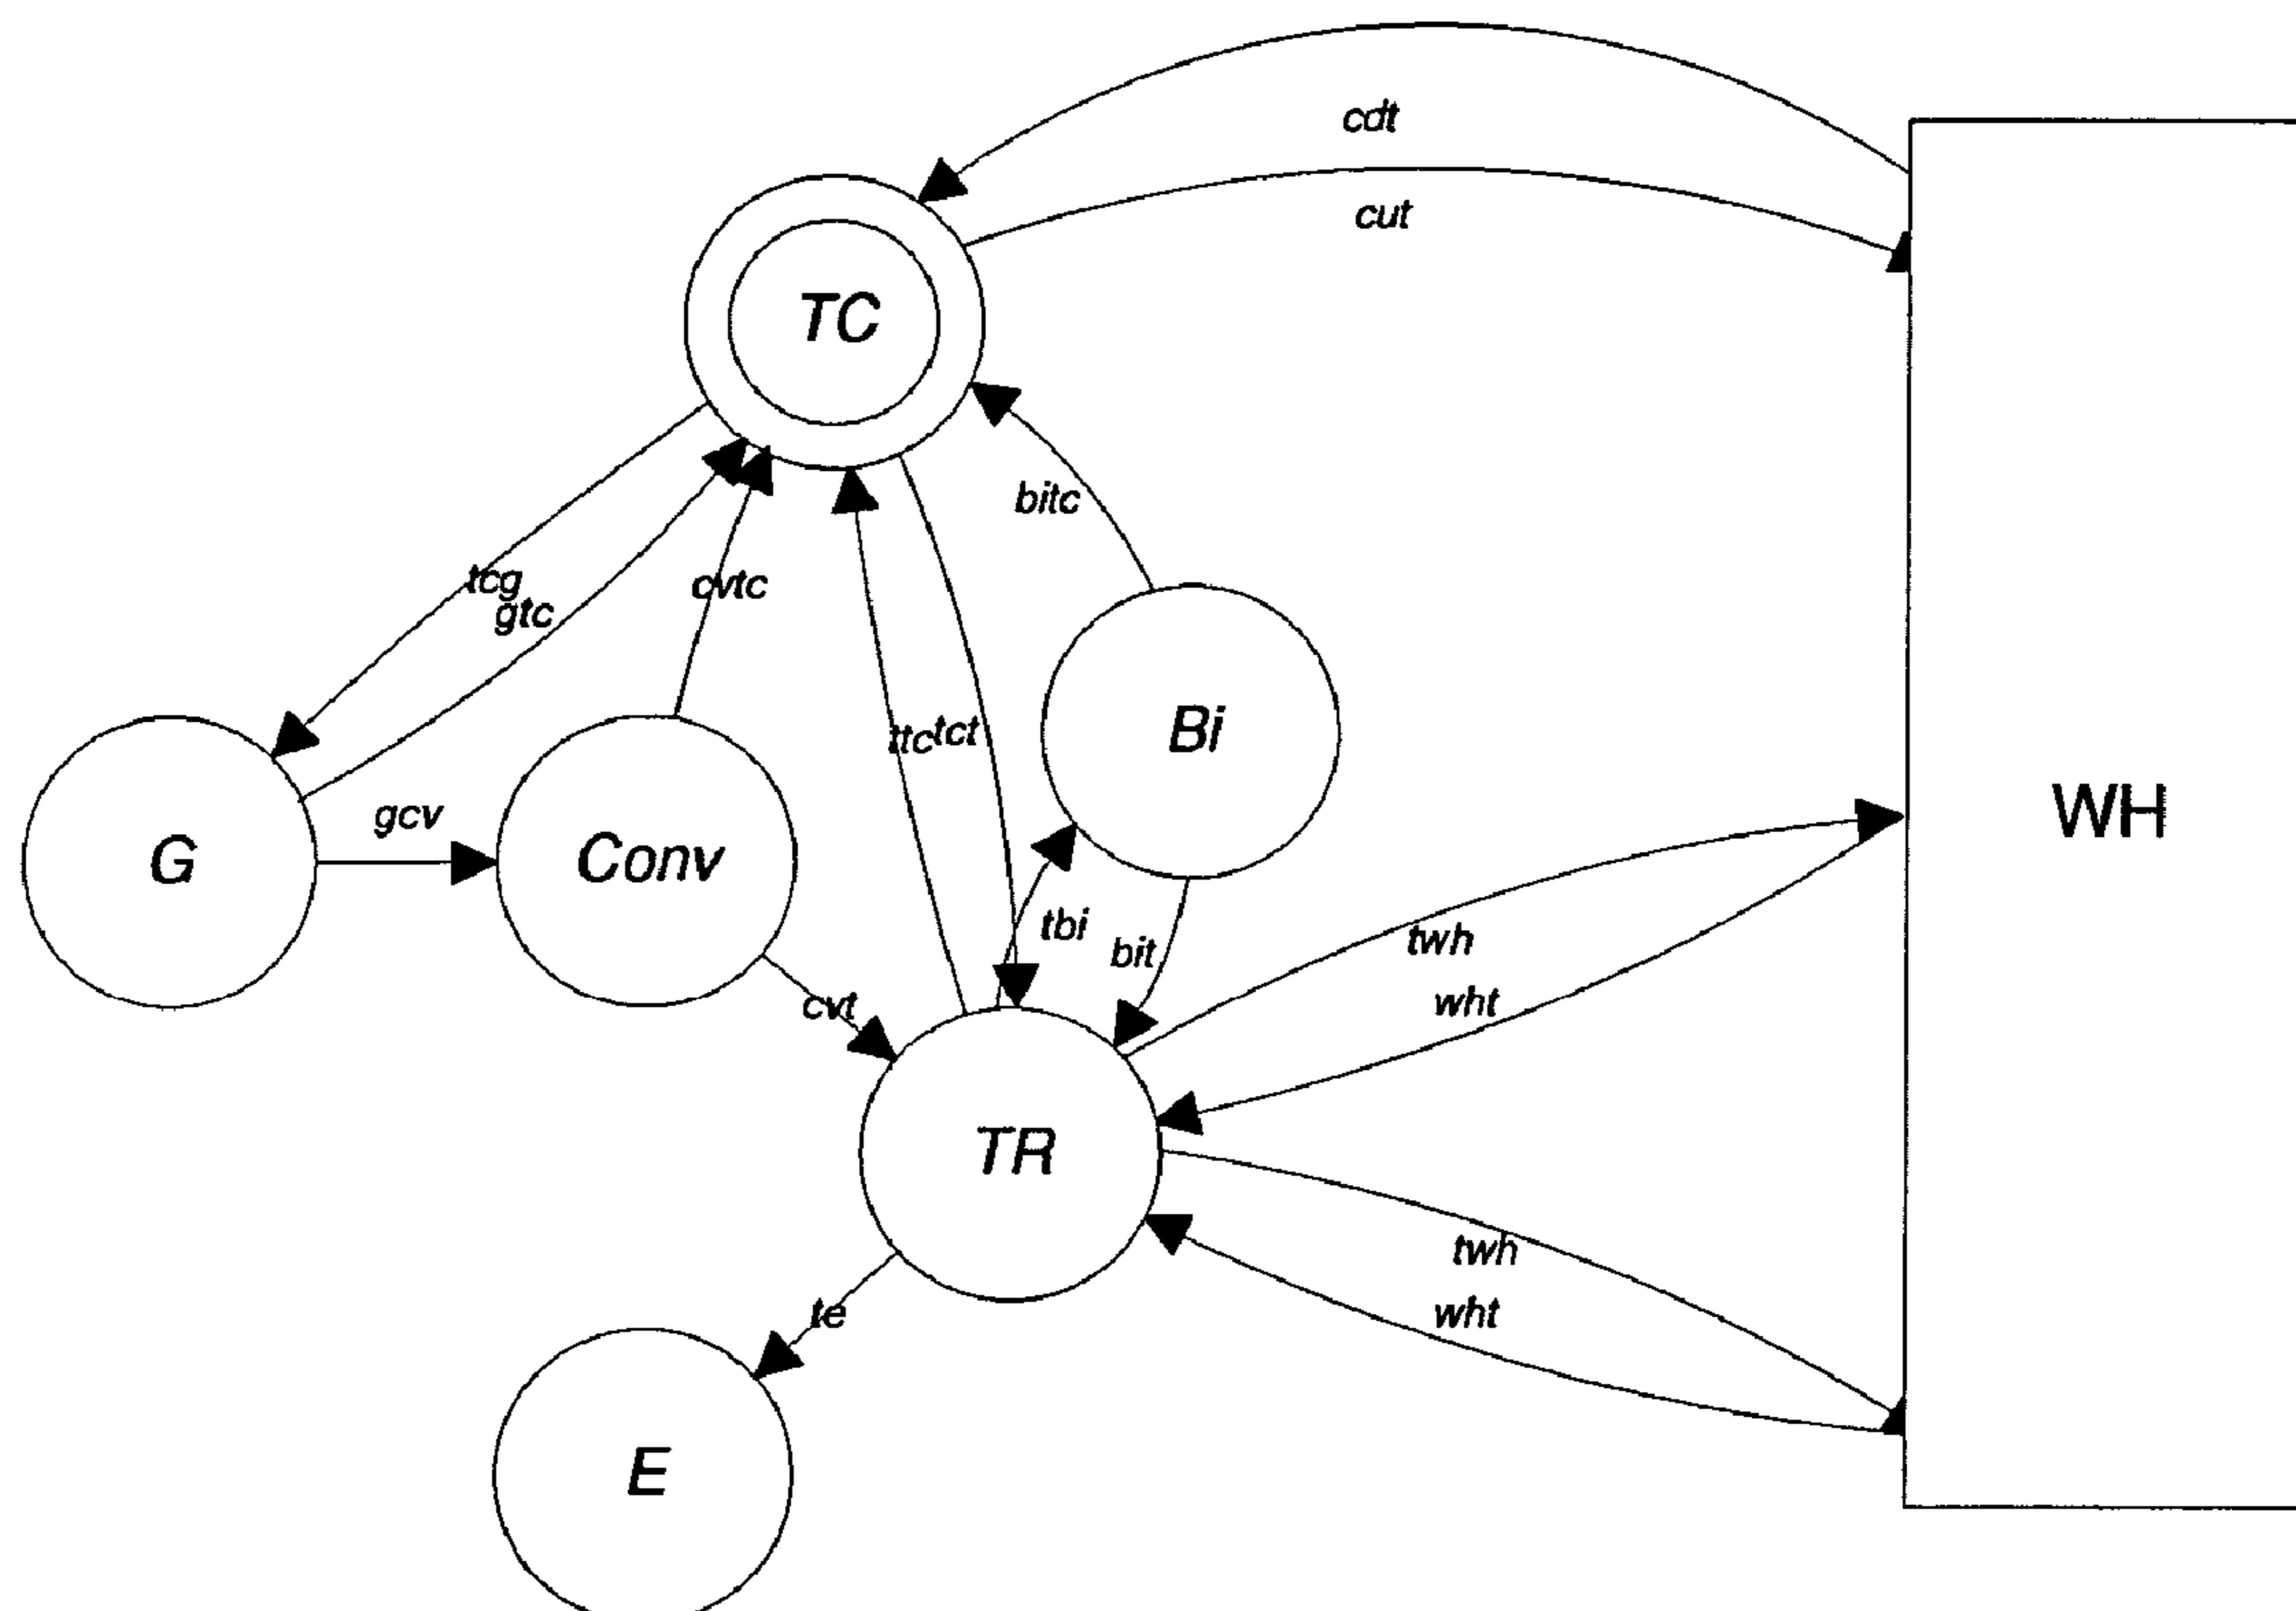 cdt
cut
TC
bitc
tcg
gtc
cvtc
ttc
tct
Bi
WH
gcv
G
Conv
tbi
bit
twh
wht
cvt
TR
twh
wht
te
E